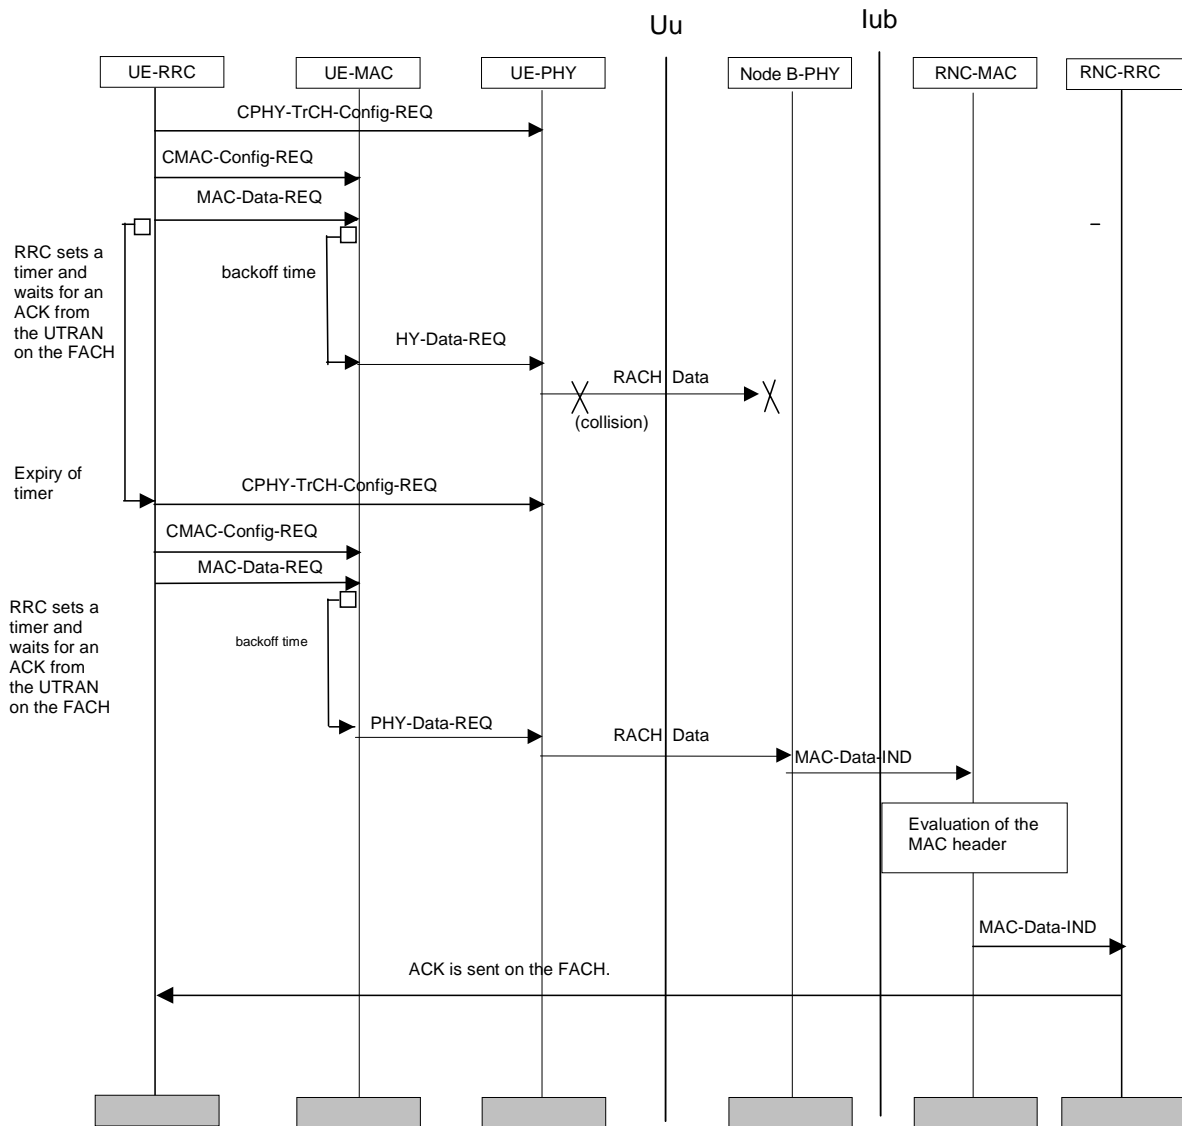 Uu
Iub
UE-RRC
UE-MAC
UE-PHY
Node B-PHY
RNC-MAC
RNC-RRC
CPHY-TrCH-Config-REQ
CMAC-Config-REQ
MAC-Data-REQ
–
RRC sets a
timer and
waits for an
ACK from
the UTRAN
on the FACH
backoff time
HY-Data-REQ
RACH Data
(collision)
Expiry of
timer
CPHY-TrCH-Config-REQ
CMAC-Config-REQ
MAC-Data-REQ
RRC sets a
timer and
waits for an
ACK from
the UTRAN
on the FACH
backoff time
PHY-Data-REQ
RACH Data
MAC-Data-IND
Evaluation of the
MAC header
MAC-Data-IND
ACK is sent on the FACH.